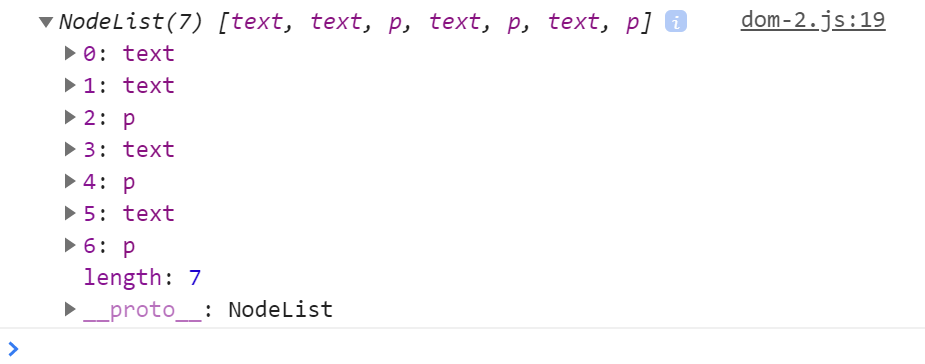 ▼ NodeList(7) [text, text, p, text, p, text, p] i dom-2.js:19
▶ 0: text
▶ 1: text
▶ 2: p
▶ 3: text
▶ 4: p
▶ 5: text
▶ 6: p
length: 7
▶ __proto__: NodeList
>